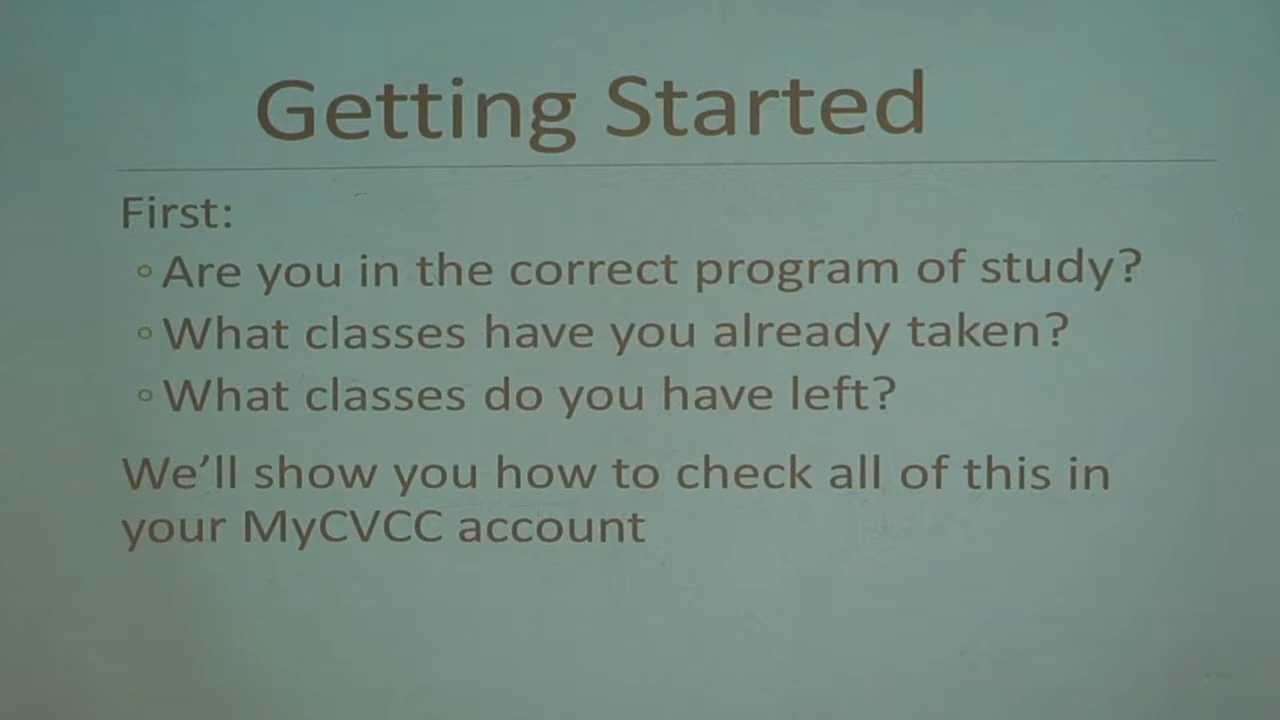 Getting Started
First:
◦ Are you in the correct program of study?
◦ What classes have you already taken?
◦ What classes do you have left?
We'll show you how to check all of this in
your MyCVCC account